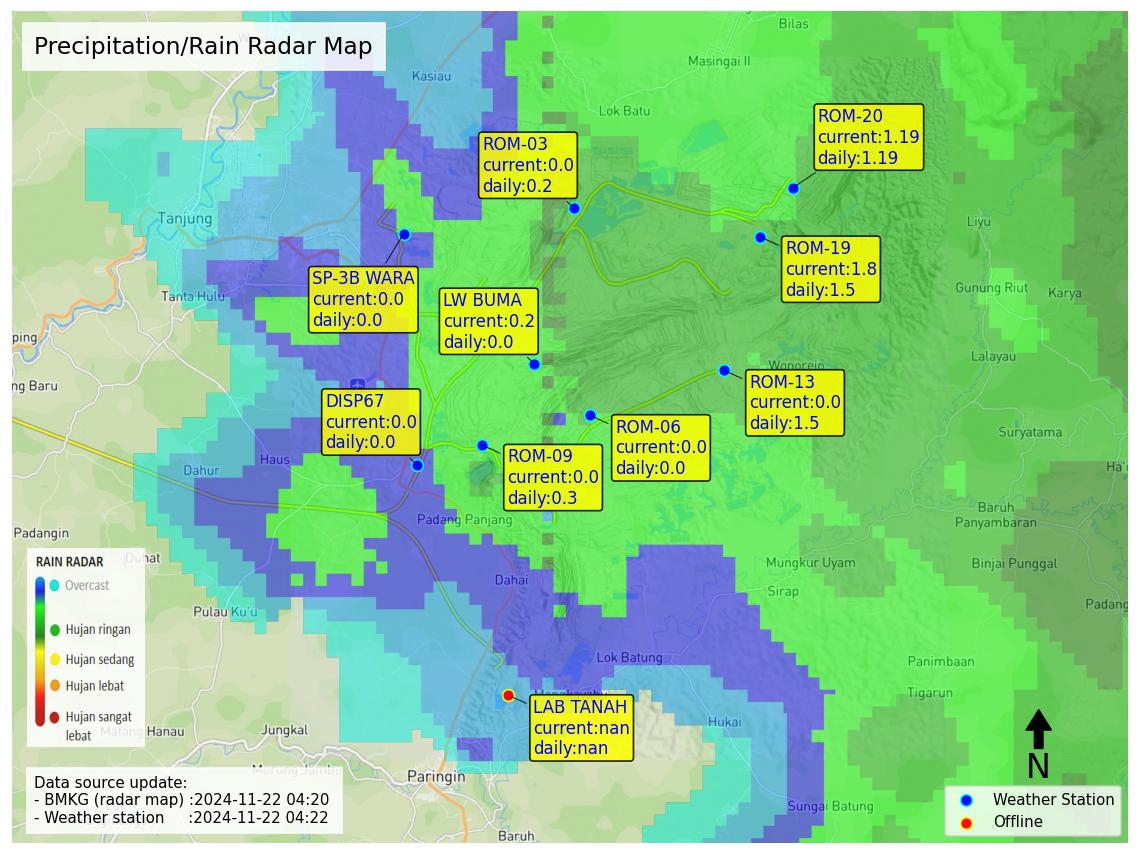 Precipitation/Rain Radar Map
Bilas
Masingai II
Kasiau
Lok Batu
ROM-20
current:1.19
daily:1.19
ROM-03
current:0.0
daily:0.2
Tanjung
Liyu
ROM-19
current:1.8
daily:1.5
SP-3B WARA
current:0.0
daily:0.0
LW BUMA
current:0.2
daily:0.0
Tanta Hulu
Gunung Riut
Karya
ping
ng Baru
Lalayau
Wonorejo
ROM-13
current:0.0
daily:1.5
DISP67
current:0.0
daily:0.0
ROM-06
current:0.0
daily:0.0
ROM-09
current:0.0
daily:0.3
Suryatama
Haus
Dahur
Ha'
Padang Panjang
Baruh
Panyambaran
Padangin
Duhat
Mungkur Uyam
Binjai Punggal
Dahai
Sirap
Padang
Pulau Ku'u
RAIN RADAR
Overcast
Hujan ringan
Hujan sedang
Hujan lebat
Hujan sangat
lebat
Lok Batung
Panimbaan
Tigarun
LAB TANAH
current:nan
daily:nan
Hukai
Hanau
Jungkal
Murung Jambu
Paringin
N
Data source update:
- BMKG (radar map) :2024-11-22 04:20
- Weather station :2024-11-22 04:22
Sungai Batung
Baruh
Weather Station
Offline